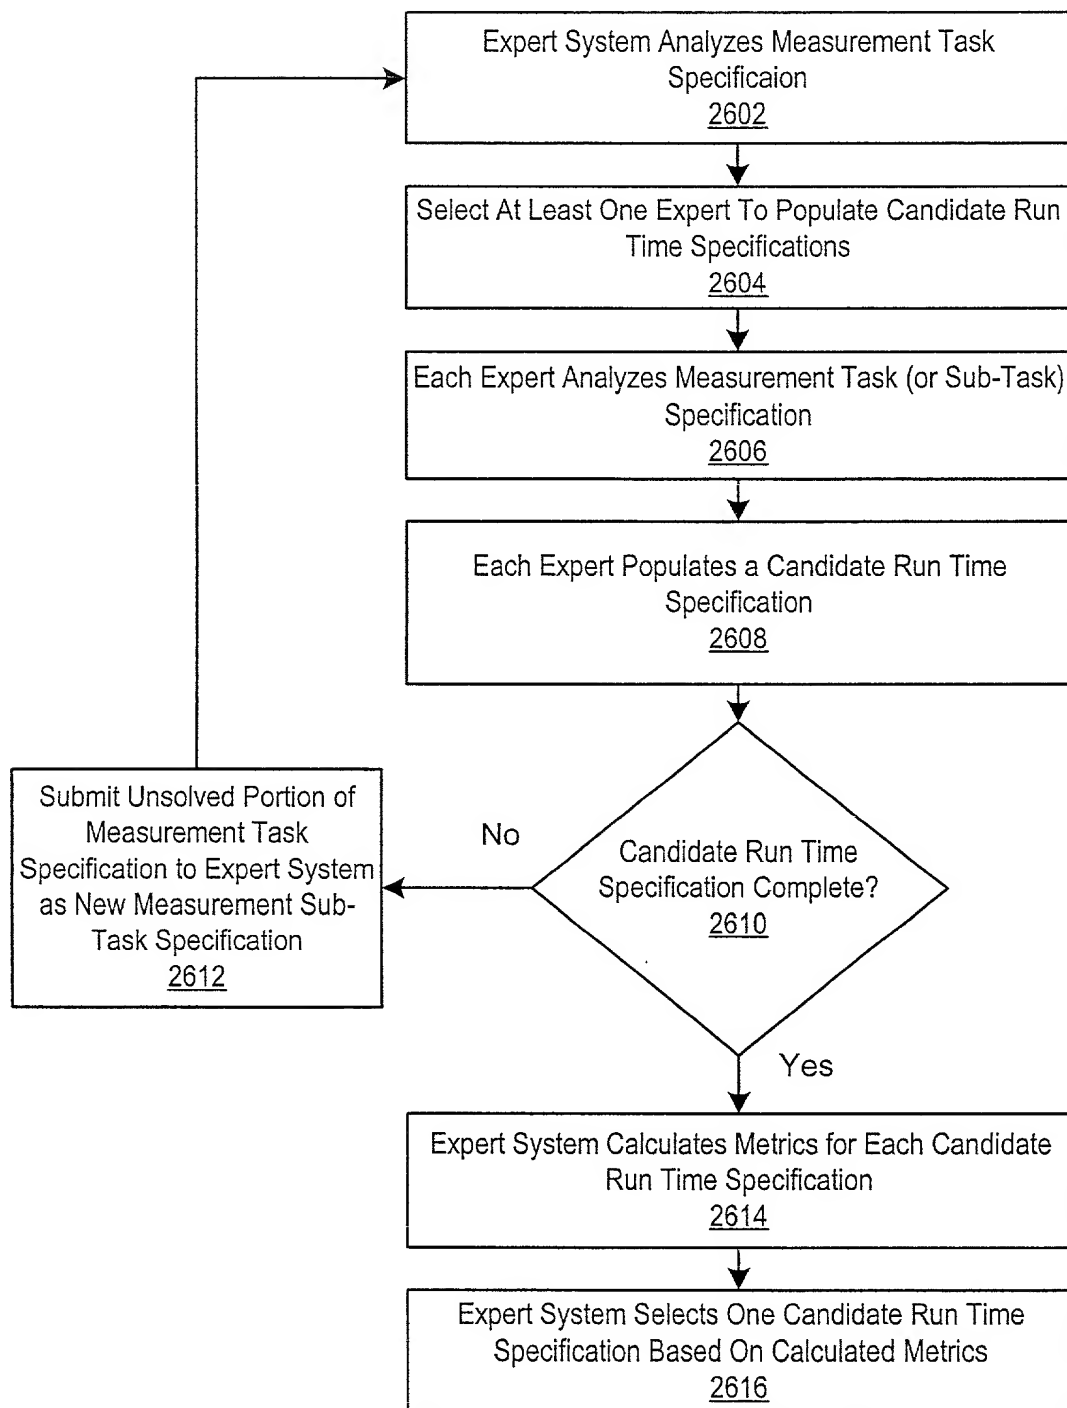 Expert System Analyzes Measurement Task
Specificaion
2602
Select At Least One Expert To Populate Candidate Run
Time Specifications
2604
Each Expert Analyzes Measurement Task (or Sub-Task)
Specification
2606
Each Expert Populates a Candidate Run Time
Specification
2608
Submit Unsolved Portion of
Measurement Task
Specification to Expert System
as New Measurement Sub-
Task Specification
2612
No
Candidate Run Time
Specification Complete?
2610
Yes
Expert System Calculates Metrics for Each Candidate
Run Time Specification
2614
Expert System Selects One Candidate Run Time
Specification Based On Calculated Metrics
2616